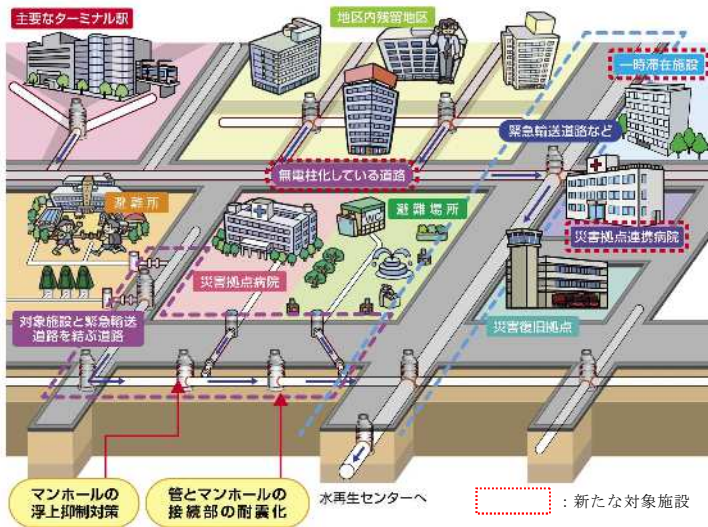 主要なターミナル駅
地区内残留地区
一時滞在施設
緊急輸送道路など
無電柱化している道路
避難所
避難場所
災害拠点連携病院
災害拠点病院
対象施設と緊急輸送
道路を結ぶ道路
災害復旧拠点
マンホールの
浮上抑制対策
管とマンホールの
接続部の耐震化
水再生センターへ
：新たな対象施設